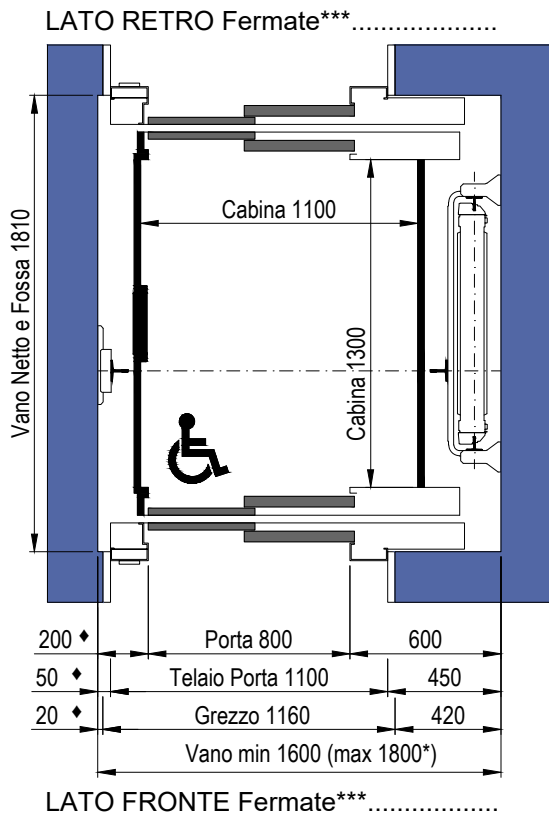 LATO RETRO Fermate***.....................
Cabina 1100
Vano Netto e Fossa 1810
Cabina 1300
200 ♦ Porta 800 600
50 ♦ Telaio Porta 1100 450
20 ♦ Grezzo 1160 420
Vano min 1600 (max 1800*)
LATO FRONTE Fermate***...................